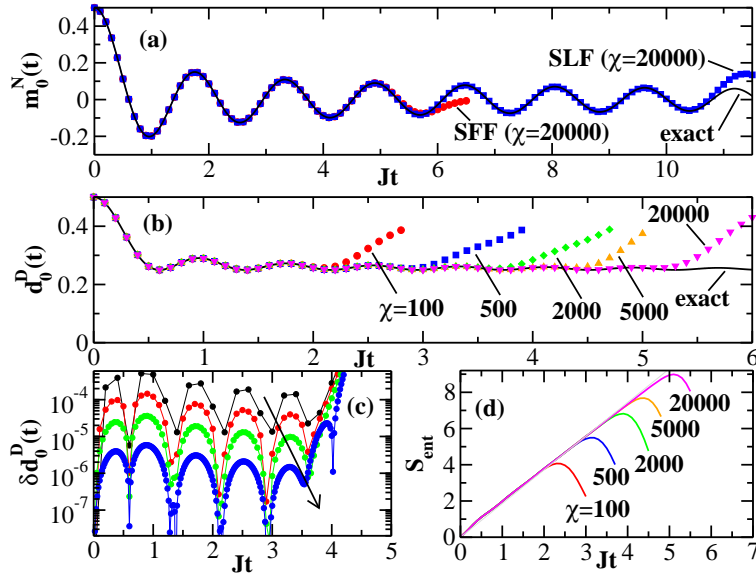 (a)
m₀ᴺ(t)
0.4
0.2
0
-0.2
SLF (χ=20000)
SFF (χ=20000)
exact
0 2 4 6 8 10
Jt
(b)
d₀ᴰ(t)
0.4
0.2
0
χ=100
500
2000
5000
20000
exact
0 1 2 3 4 5 6
Jt
(c)
δd₀ᴰ(t)
10⁻⁴
10⁻⁵
10⁻⁶
10⁻⁷
0 1 2 3 4 5
Jt
(d)
Sₑₙₜ
8
6
4
2
0
20000
5000
2000
500
χ=100
0 1 2 3 4 5 6 7
Jt